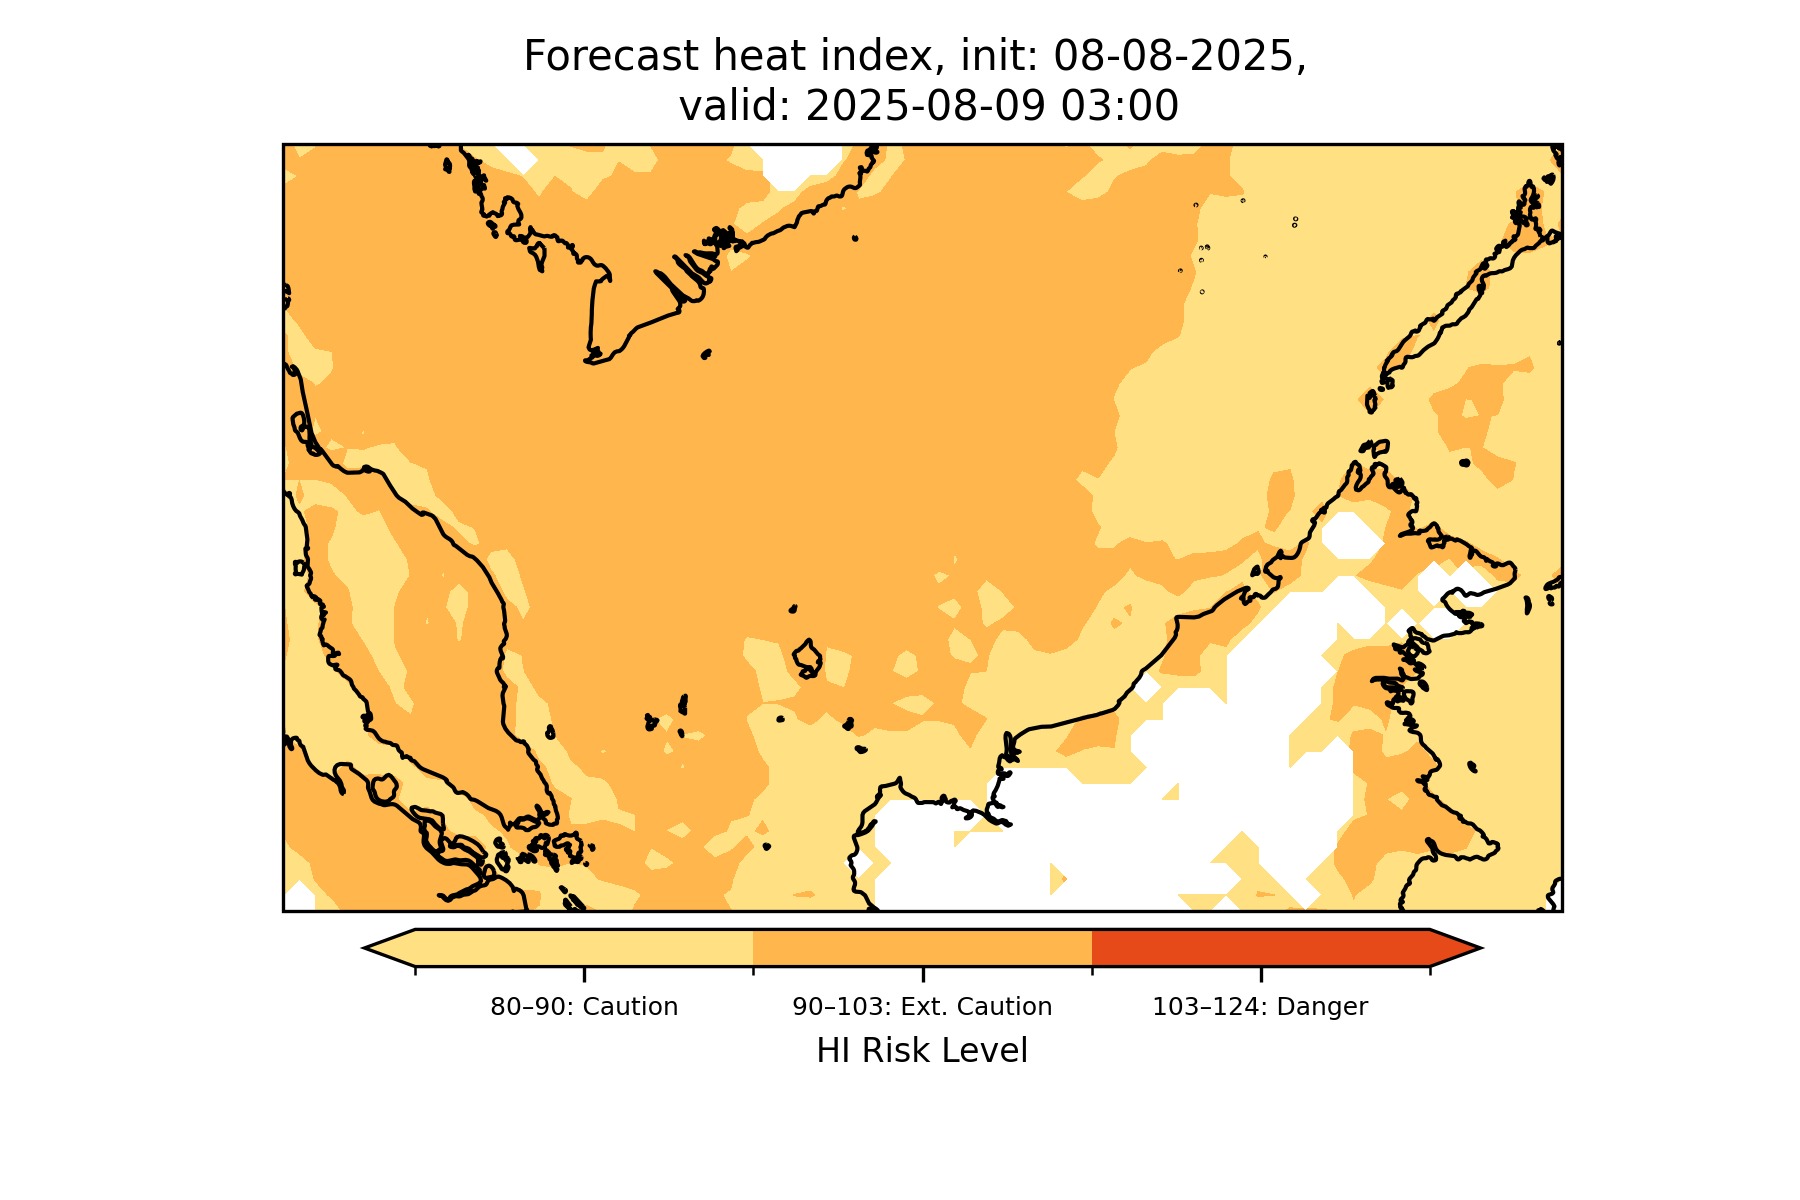 Forecast heat index, init: 08-08-2025,
valid: 2025-08-09 03:00
80–90: Caution
90–103: Ext. Caution
103–124: Danger
HI Risk Level